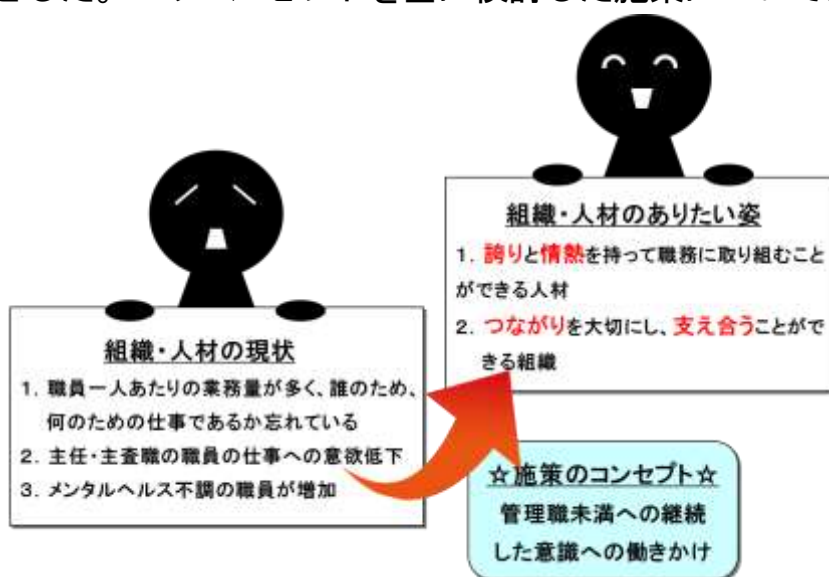 組織・人材のありたい姿
1. 誇りと情熱を持って職務に取り組むこと
ができる人材
2. つながりを大切にし、支え合うことがで
きる組織
組織・人材の現状
1. 職員一人あたりの業務量が多く、誰のため、
何のための仕事であるか忘れている
2. 主任・主査職の職員の仕事への意欲低下
3. メンタルヘルス不調の職員が増加
☆施策のコンセプト☆
管理職未満への継続
した意識への働きかけ